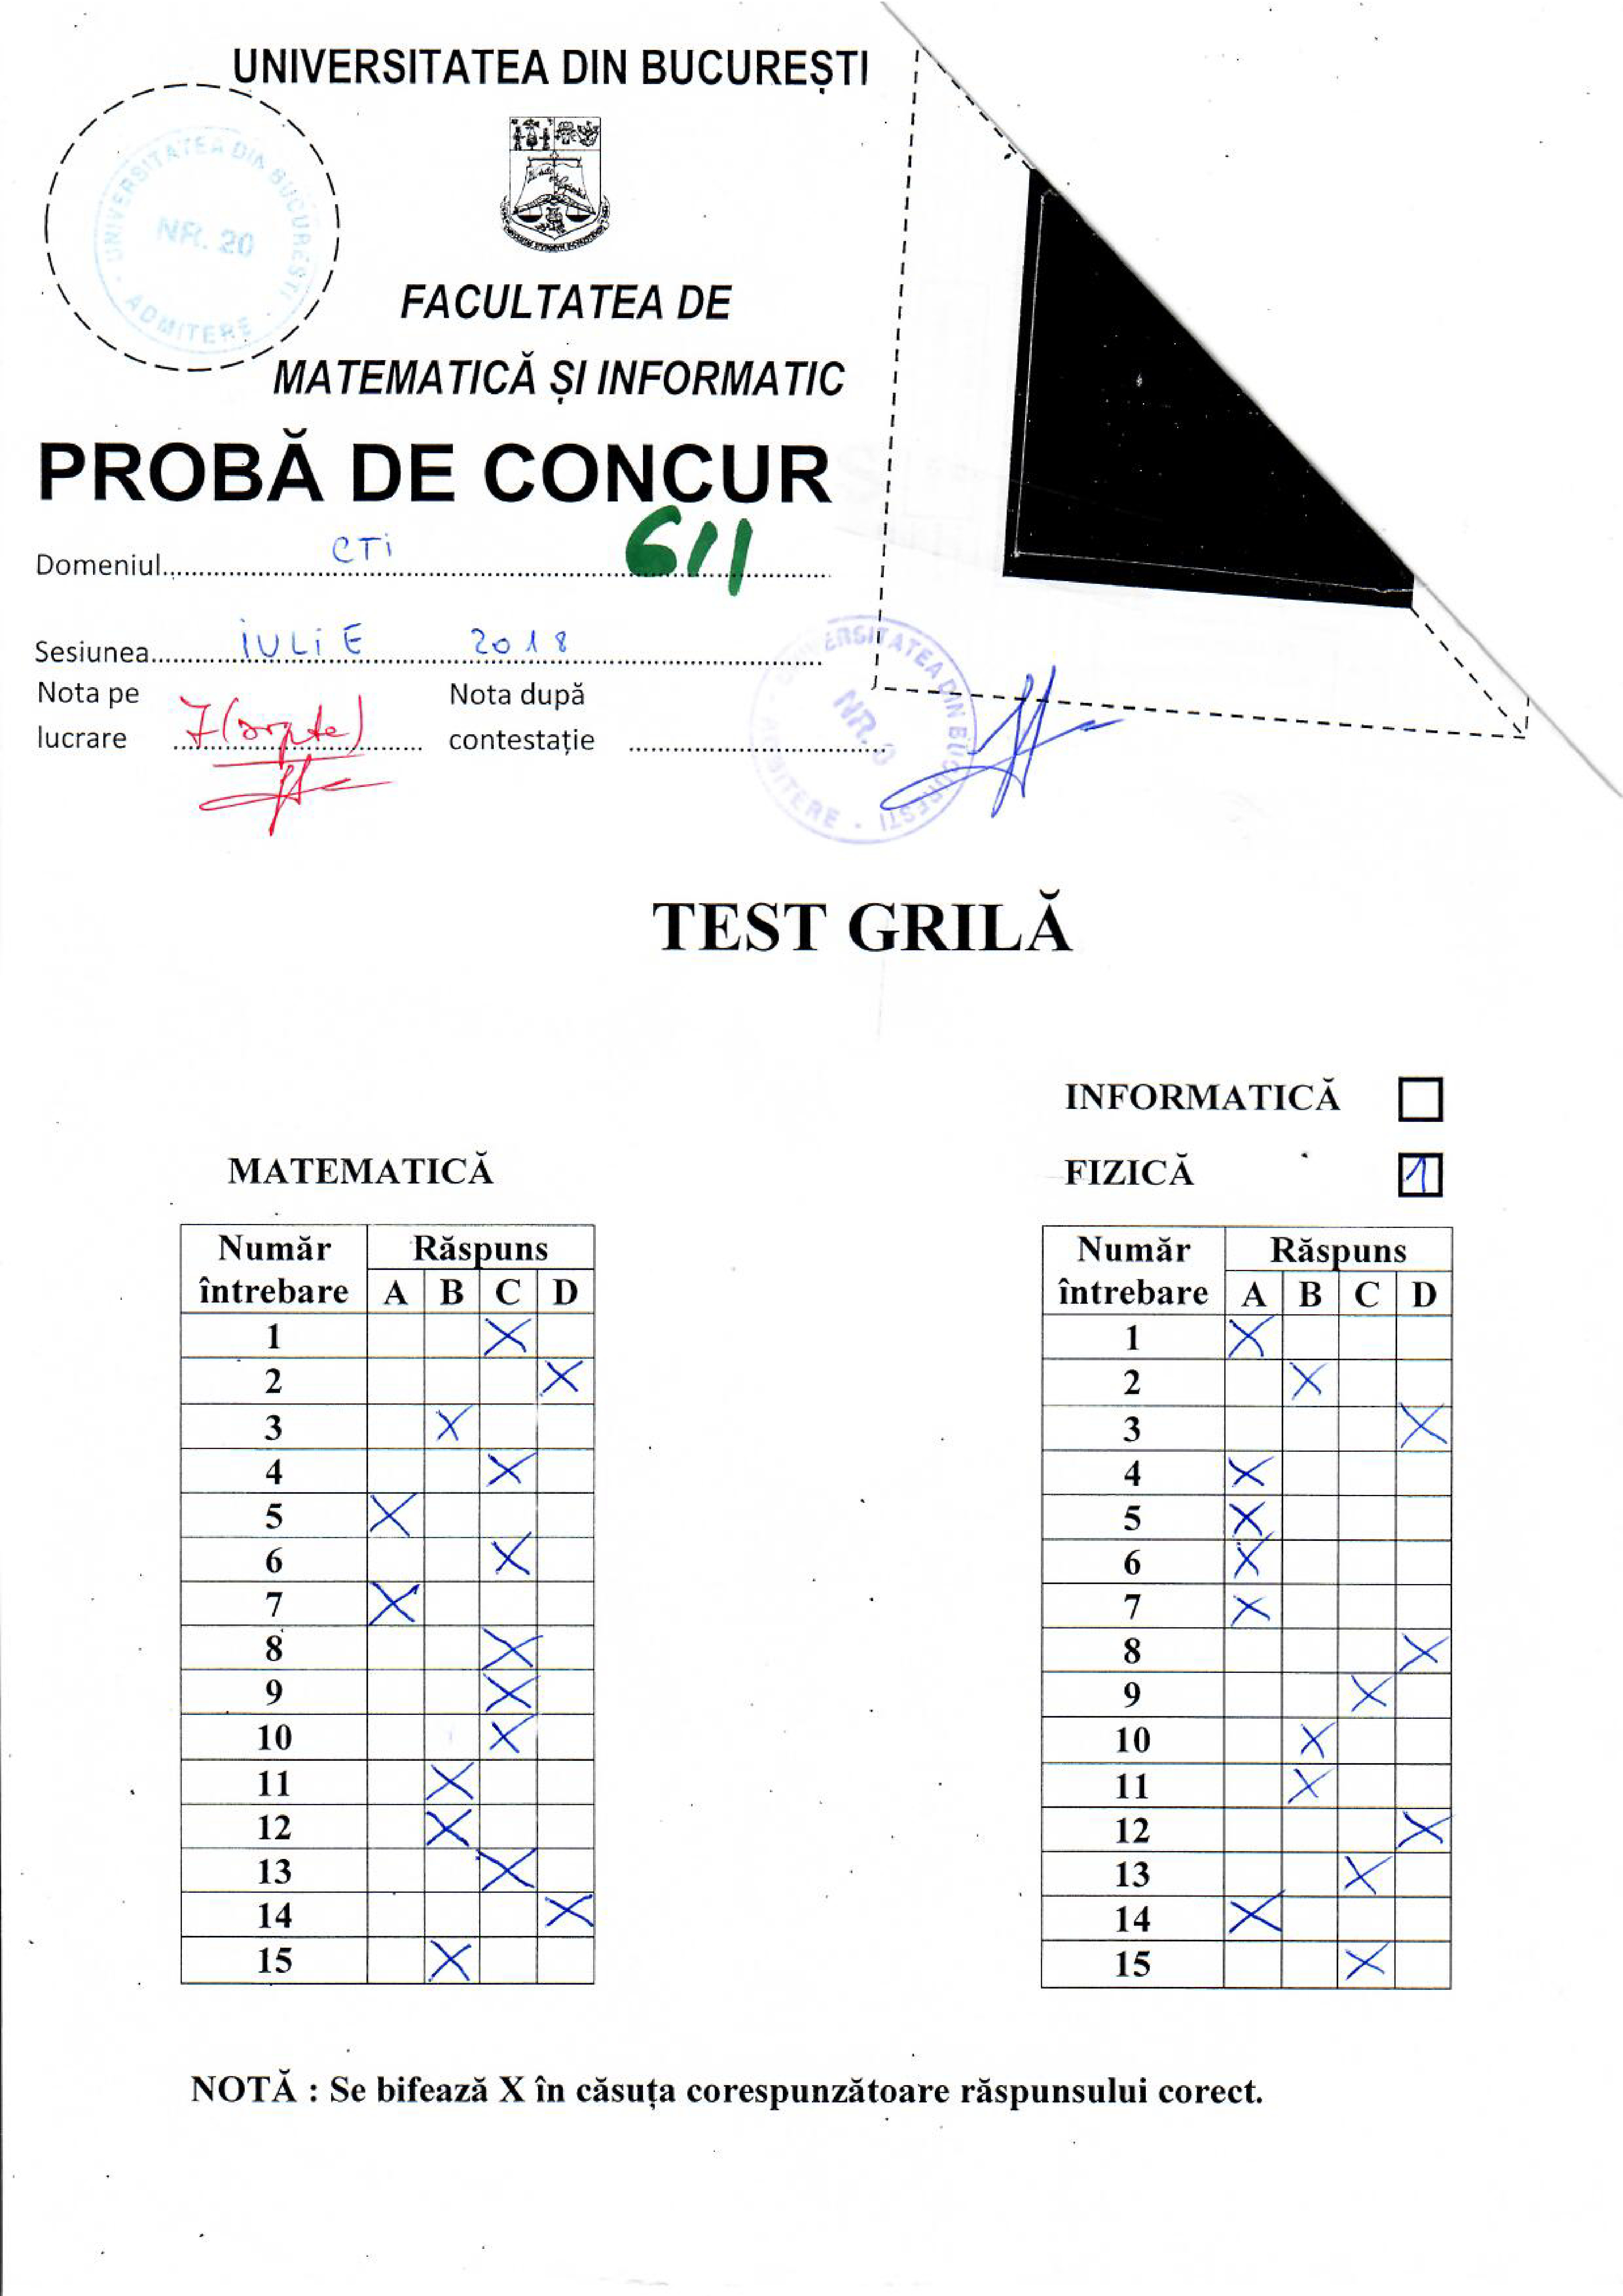 UNIVERSITATEA DIN BUCUREȘTI
UNIVERSITATEA DIN BUCUREȘTI
NR. 20
ADMITERE
FACULTATEA DE
MATEMATICĂ ȘI INFORMATIC
PROBĂ DE CONCUR
611
Domeniul CTI
Sesiunea IULIE 2018
Nota pe lucrare 7 (șapte)
Nota după contestație
UNIVERSITATEA DIN BUCUREȘTI
NR.
ADMITERE
TEST GRILĂ
INFORMATICĂ
MATEMATICĂ
FIZICĂ 1
Număr întrebare Răspuns
A B C D
1 X
2 X
3 X
4 X
5 X
6 X
7 X
8 X
9 X
10 X
11 X
12 X
13 X
14 X
15 X
Număr întrebare Răspuns
A B C D
1 X
2 X
3 X
4 X
5 X
6 X
7 X
8 X
9 X
10 X
11 X
12 X
13 X
14 X
15 X
NOTĂ : Se bifează X în căsuța corespunzătoare răspunsului corect.